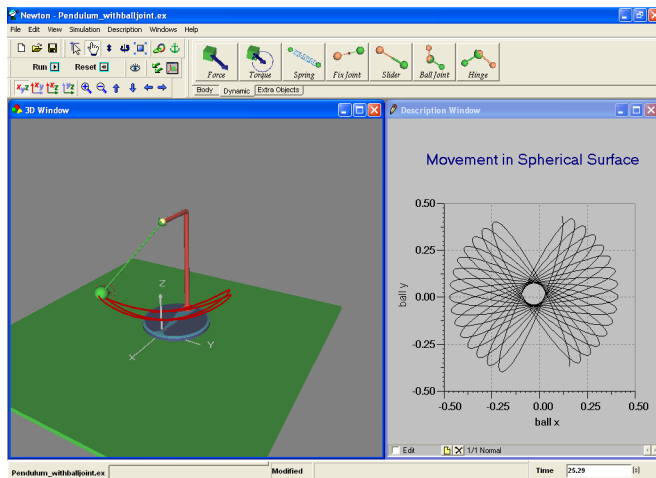 Newton - Pendulum_withballjoint.ex
File Edit View Simulation Description Windows Help
Run Reset
Force Torque Spring Fix Joint Slider Ball Joint Hinge
Body Dynamic Extra Objects
3D Window
Description Window
Z
X
Y
Movement in Spherical Surface
0.50
0.25
0.00
-0.25
-0.50
ball y
-0.50 -0.25 0.00 0.25 0.50
ball x
Edit 1/1 Normal
Pendulum_withballjoint.ex Modified Time 25.29 (s)